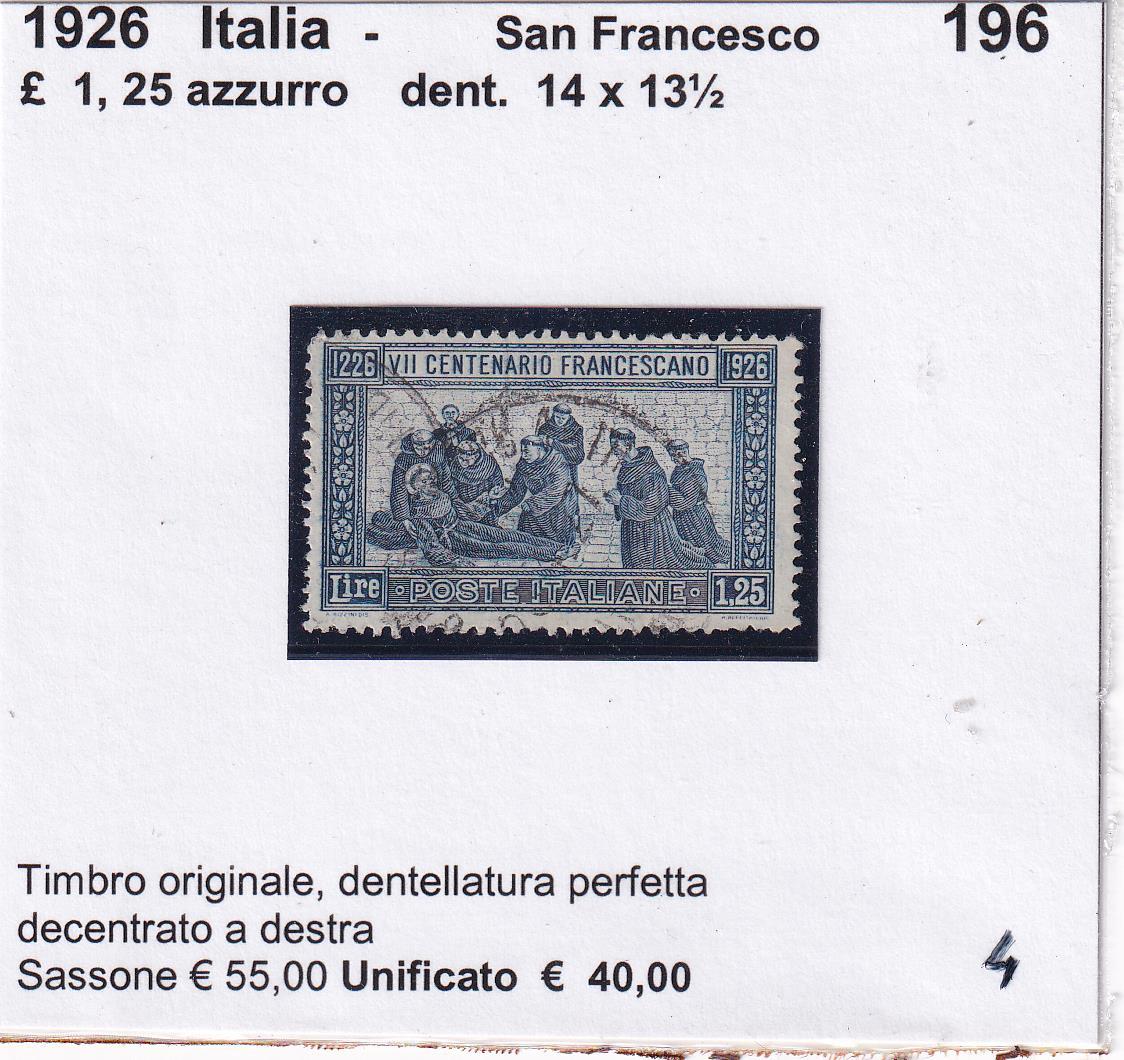 1926 Italia - San Francesco 196
£ 1, 25 azzurro dent. 14 x 13½
1226 VII CENTENARIO FRANCESCANO 1926
Lire POSTE ITALIANE 1,25
Timbro originale, dentellatura perfetta
decentrato a destra
Sassone € 55,00 Unificato € 40,00
4